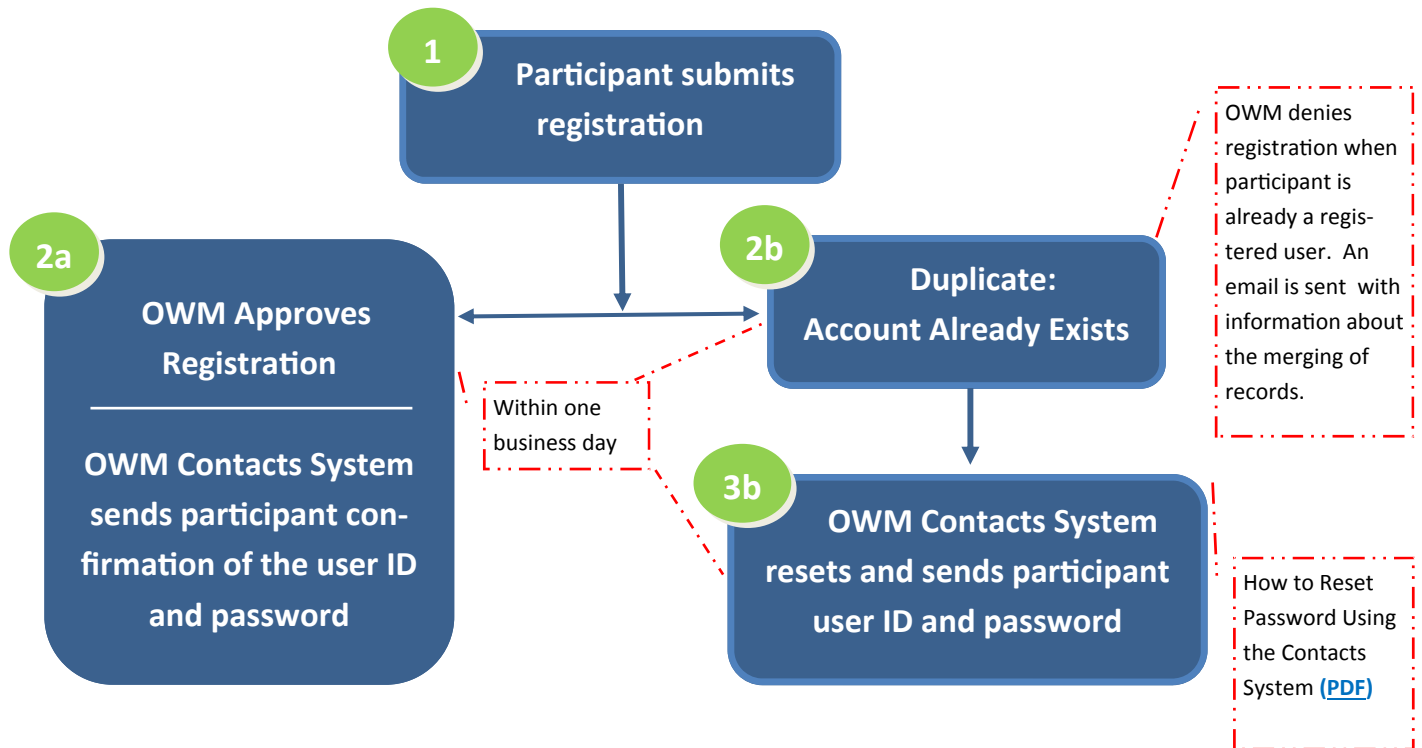 1
Participant submits
registration
2a
OWM Approves
Registration
OWM Contacts System
sends participant con-
firmation of the user ID
and password
Within one
business day
2b
Duplicate:
Account Already Exists
OWM denies
registration when
participant is
already a regis-
tered user.  An
email is sent  with
information about
the merging of
records.
3b
OWM Contacts System
resets and sends participant
user ID and password
How to Reset
Password Using
the Contacts
System (PDF)